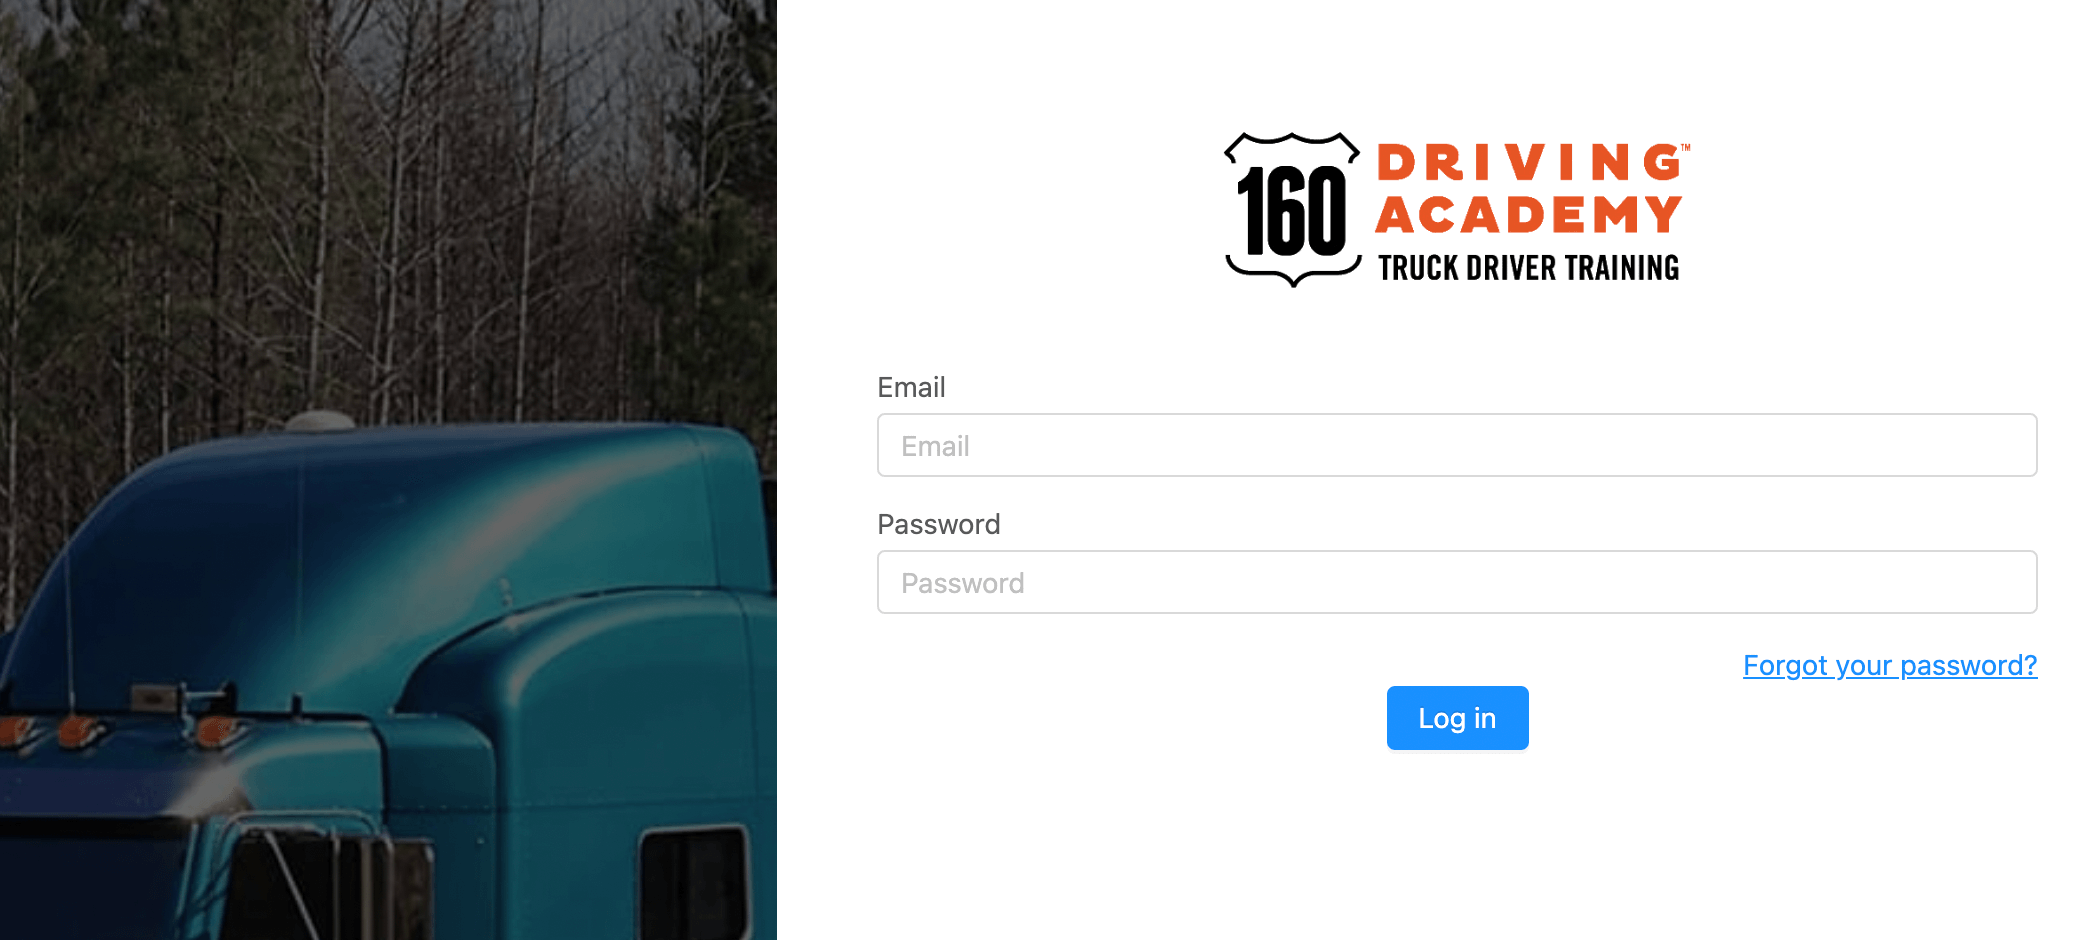 160
DRIVING™
ACADEMY
TRUCK DRIVER TRAINING
Email
Email
Password
Password
Forgot your password?
Log in